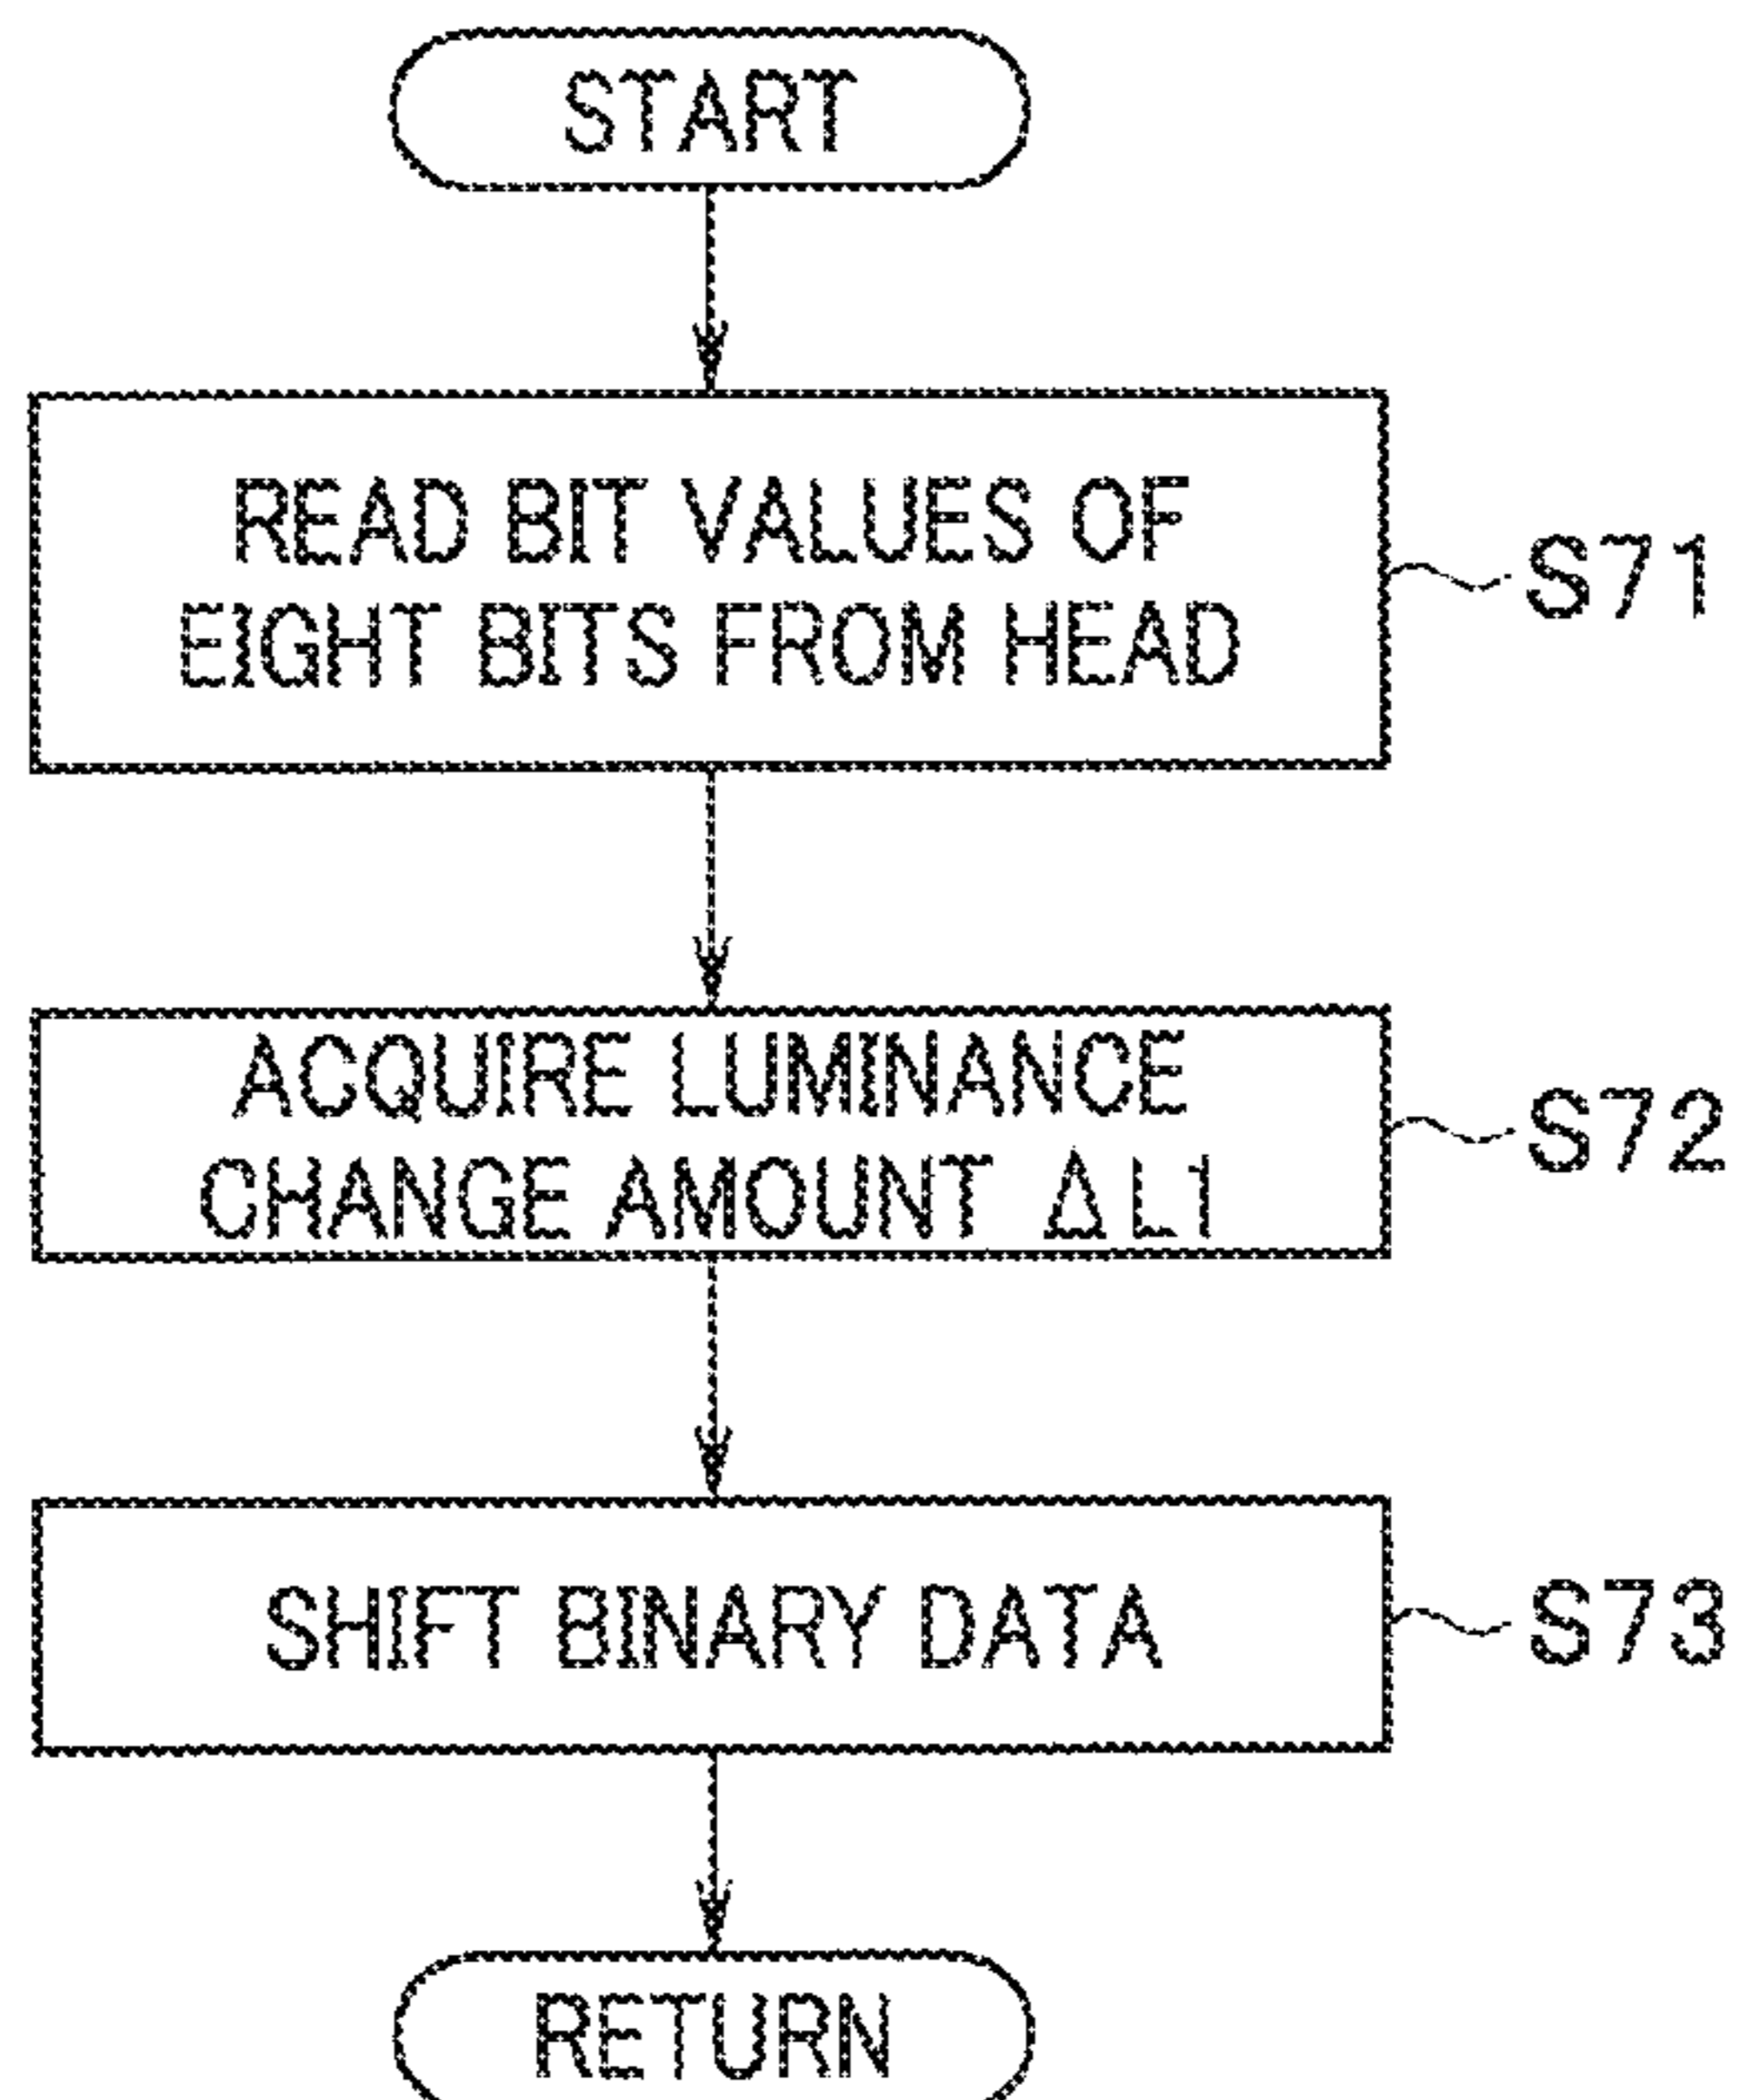 START
READ BIT VALUES OF
EIGHT BITS FROM HEAD
S71
ACQUIRE LUMINANCE
CHANGE AMOUNT ΔL1
S72
SHIFT BINARY DATA
S73
RETURN